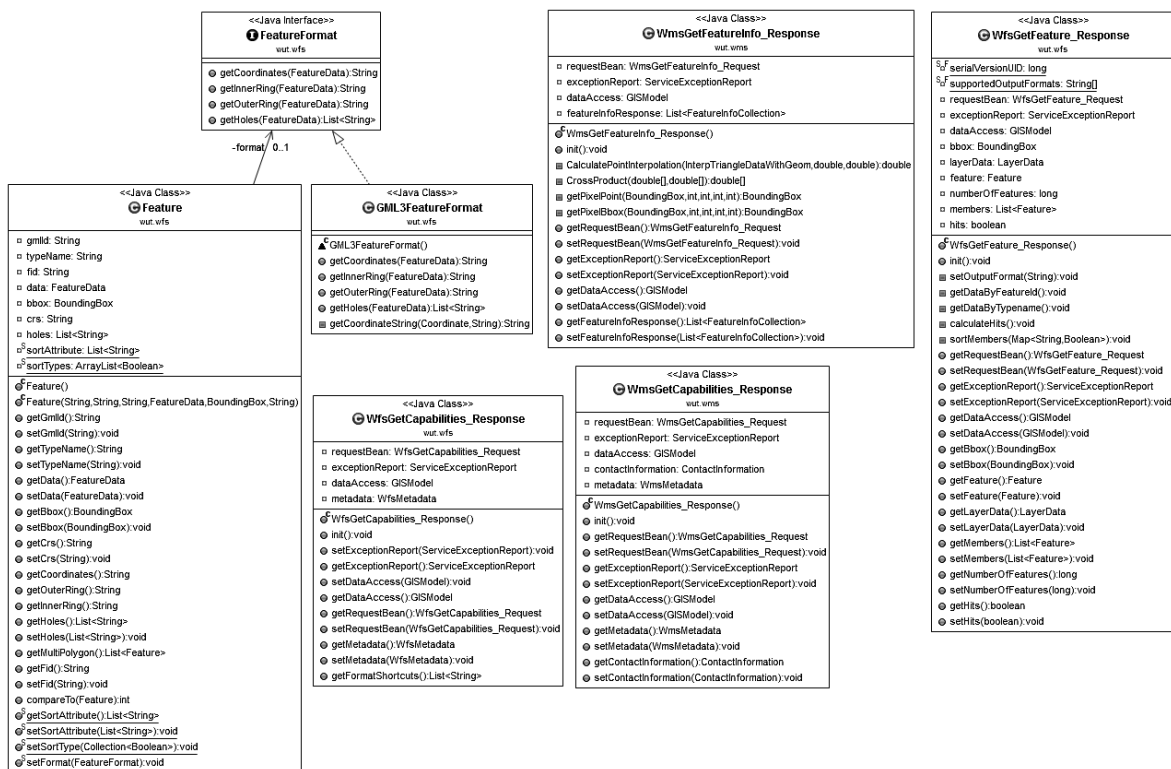 <<Java Interface>>
FeatureFormat
wut.wfs
getCoordinates(FeatureData):String
getInnerRing(FeatureData):String
getOuterRing(FeatureData):String
getHoles(FeatureData):List<String>
-format 0..1
<<Java Class>>
Feature
wut.wfs
gmlId: String
typeName: String
fid: String
data: FeatureData
bbox: BoundingBox
crs: String
holes: List<String>
sortAttribute: List<String>
sortTypes: ArrayList<Boolean>
Feature()
Feature(String,String,String,FeatureData,BoundingBox,String)
getGmlId():String
setGmlId(String):void
getTypeName():String
setTypeName(String):void
getData():FeatureData
setData(FeatureData):void
getBbox():BoundingBox
setBbox(BoundingBox):void
getCrs():String
setCrs(String):void
getCoordinates():String
getOuterRing():String
getInnerRing():String
getHoles():List<String>
setHoles(List<String>):void
getMultiPolygon():List<Feature>
getFid():String
setFid(String):void
compareTo(Feature):int
getSortAttribute():List<String>
setSortAttribute(List<String>):void
setSortType(Collection<Boolean>):void
setFormat(FeatureFormat):void
<<Java Class>>
GML3FeatureFormat
wut.wfs
GML3FeatureFormat()
getCoordinates(FeatureData):String
getInnerRing(FeatureData):String
getOuterRing(FeatureData):String
getHoles(FeatureData):List<String>
getCoordinateString(Coordinate,String):String
<<Java Class>>
WmsGetFeatureInfo_Response
wut.wms
requestBean: WmsGetFeatureInfo_Request
exceptionReport: ServiceExceptionReport
dataAccess: GISModel
featureInfoResponse: List<FeatureInfoCollection>
WmsGetFeatureInfo_Response()
init():void
CalculatePointInterpolation(InterpTriangleDataWithGeom,double,double):double
CrossProduct(double[],double[]):double[]
getPixelPoint(BoundingBox,int,int,int,int):BoundingBox
getPixelBbox(BoundingBox,int,int,int,int):BoundingBox
getRequestBean():WmsGetFeatureInfo_Request
setRequestBean(WmsGetFeatureInfo_Request):void
getExceptionReport():ServiceExceptionReport
setExceptionReport(ServiceExceptionReport):void
getDataAccess():GISModel
setDataAccess(GISModel):void
getFeatureInfoResponse():List<FeatureInfoCollection>
setFeatureInfoResponse(List<FeatureInfoCollection>):void
<<Java Class>>
WfsGetCapabilities_Response
wut.wfs
requestBean: WfsGetCapabilities_Request
exceptionReport: ServiceExceptionReport
dataAccess: GISModel
metadata: WfsMetadata
WfsGetCapabilities_Response()
init():void
setExceptionReport(ServiceExceptionReport):void
getExceptionReport():ServiceExceptionReport
setDataAccess(GISModel):void
getDataAccess():GISModel
getRequestBean():WfsGetCapabilities_Request
setRequestBean(WfsGetCapabilities_Request):void
getMetadata():WfsMetadata
setMetadata(WfsMetadata):void
getFormatShortcuts():List<String>
<<Java Class>>
WmsGetCapabilities_Response
wut.wms
requestBean: WmsGetCapabilities_Request
exceptionReport: ServiceExceptionReport
dataAccess: GISModel
contactInformation: ContactInformation
metadata: WmsMetadata
WmsGetCapabilities_Response()
init():void
getRequestBean():WmsGetCapabilities_Request
setRequestBean(WmsGetCapabilities_Request):void
getExceptionReport():ServiceExceptionReport
setExceptionReport(ServiceExceptionReport):void
getDataAccess():GISModel
setDataAccess(GISModel):void
getMetadata():WmsMetadata
setMetadata(WmsMetadata):void
getContactInformation():ContactInformation
setContactInformation(ContactInformation):void
<<Java Class>>
WfsGetFeature_Response
wut.wfs
serialVersionUID: long
supportedOutputFormats: String[]
requestBean: WfsGetFeature_Request
exceptionReport: ServiceExceptionReport
dataAccess: GISModel
bbox: BoundingBox
layerData: LayerData
feature: Feature
numberOfFeatures: long
members: List<Feature>
hits: boolean
WfsGetFeature_Response()
init():void
setOutputFormat(String):void
getDataByFeatureId():void
getDataByTypename():void
calculateHits():void
sortMembers(Map<String,Boolean>):void
getRequestBean():WfsGetFeature_Request
setRequestBean(WfsGetFeature_Request):void
getExceptionReport():ServiceExceptionReport
setExceptionReport(ServiceExceptionReport):void
getDataAccess():GISModel
setDataAccess(GISModel):void
getBbox():BoundingBox
setBbox(BoundingBox):void
getFeature():Feature
setFeature(Feature):void
getLayerData():LayerData
setLayerData(LayerData):void
getMembers():List<Feature>
setMembers(List<Feature>):void
getNumberOfFeatures():long
setNumberOfFeatures(long):void
getHits():boolean
setHits(boolean):void